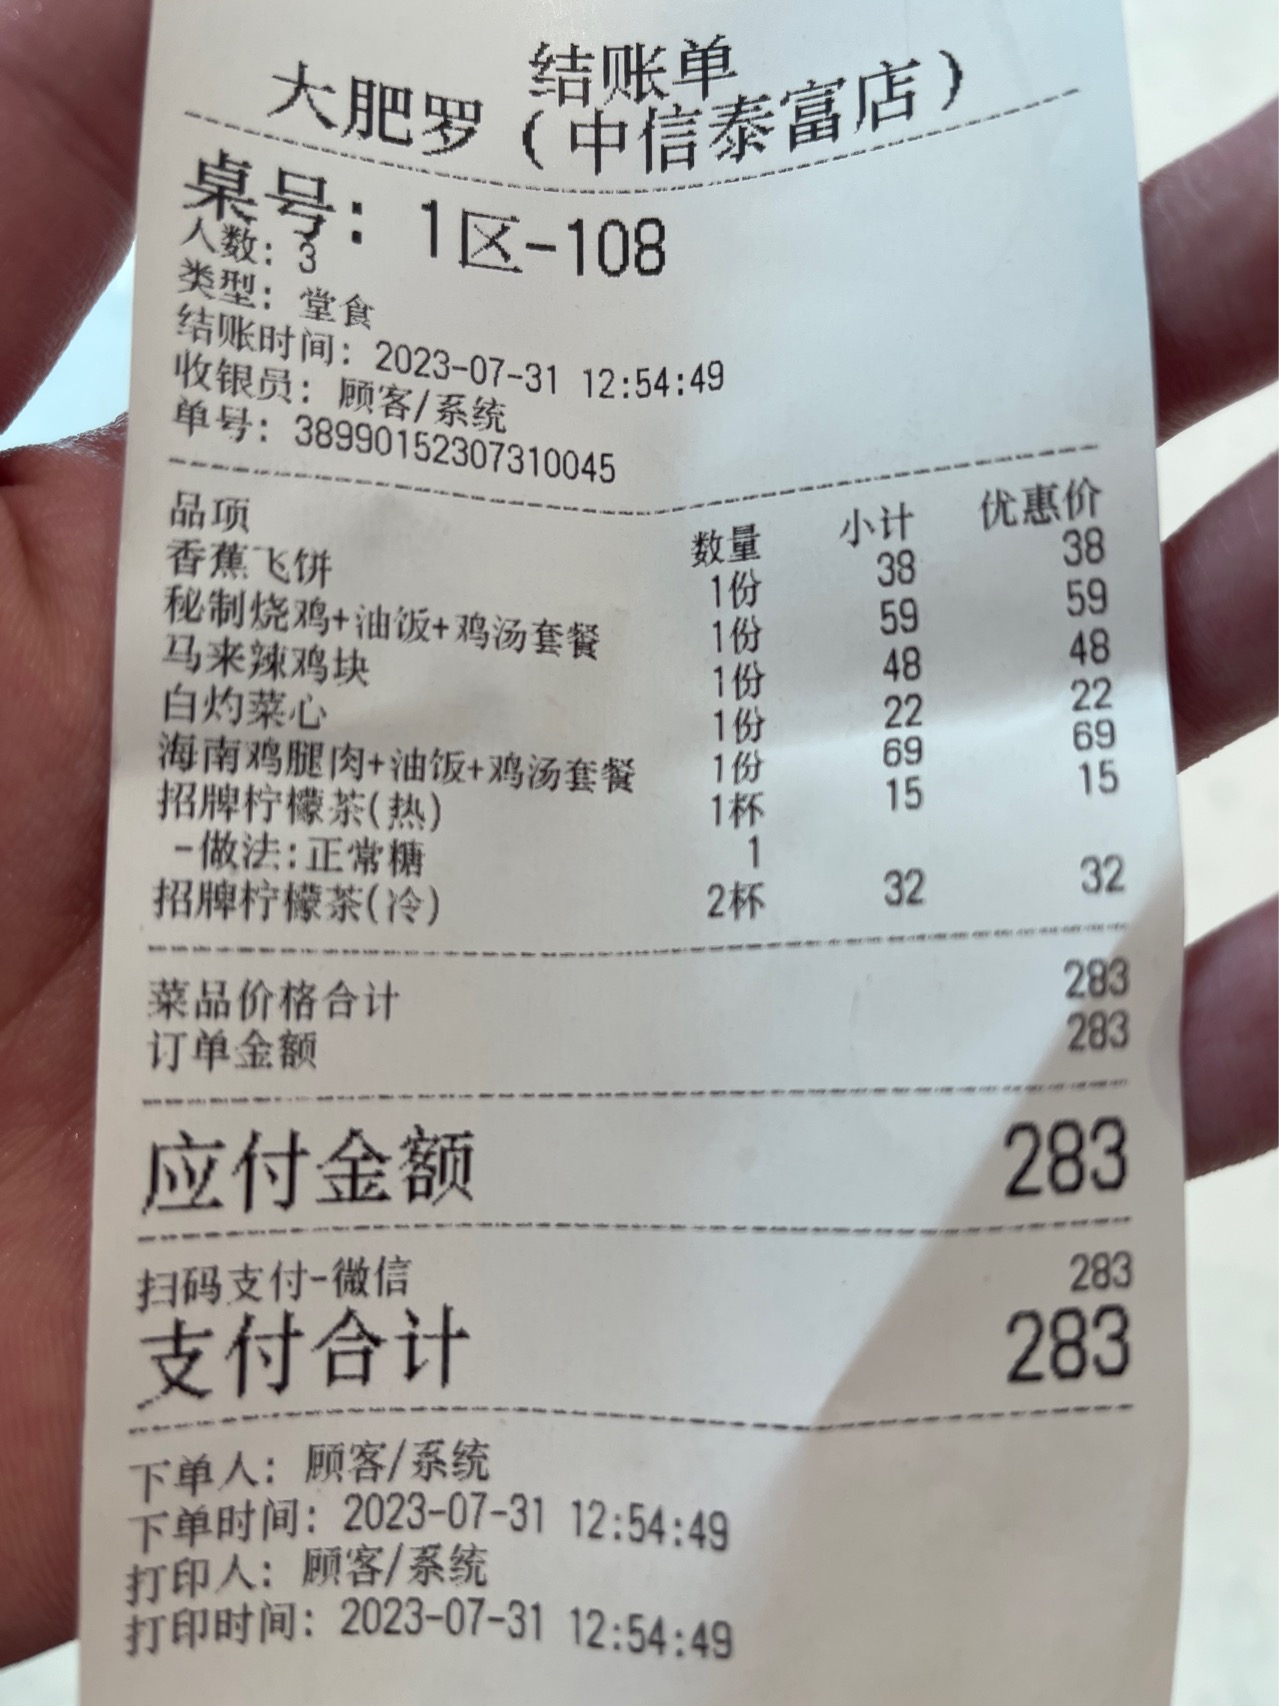 结账单
大肥罗（中信泰富店）
桌号：1区-108
人数：3
类型：堂食
结账时间：2023-07-31 12:54:49
收银员：顾客/系统
单号：38990152307310045
品项 数量 小计 优惠价
香蕉飞饼 1份 38 38
秘制烧鸡+油饭+鸡汤套餐 1份 59 59
马来辣鸡块 1份 48 48
白灼菜心 1份 22 22
海南鸡腿肉+油饭+鸡汤套餐 1份 69 69
招牌柠檬茶(热) 1杯 15 15
-做法:正常糖 1
招牌柠檬茶(冷) 2杯 32 32
菜品价格合计 283
订单金额 283
应付金额 283
扫码支付-微信 283
支付合计 283
下单人：顾客/系统
下单时间：2023-07-31 12:54:49
打印人：顾客/系统
打印时间：2023-07-31 12:54:49